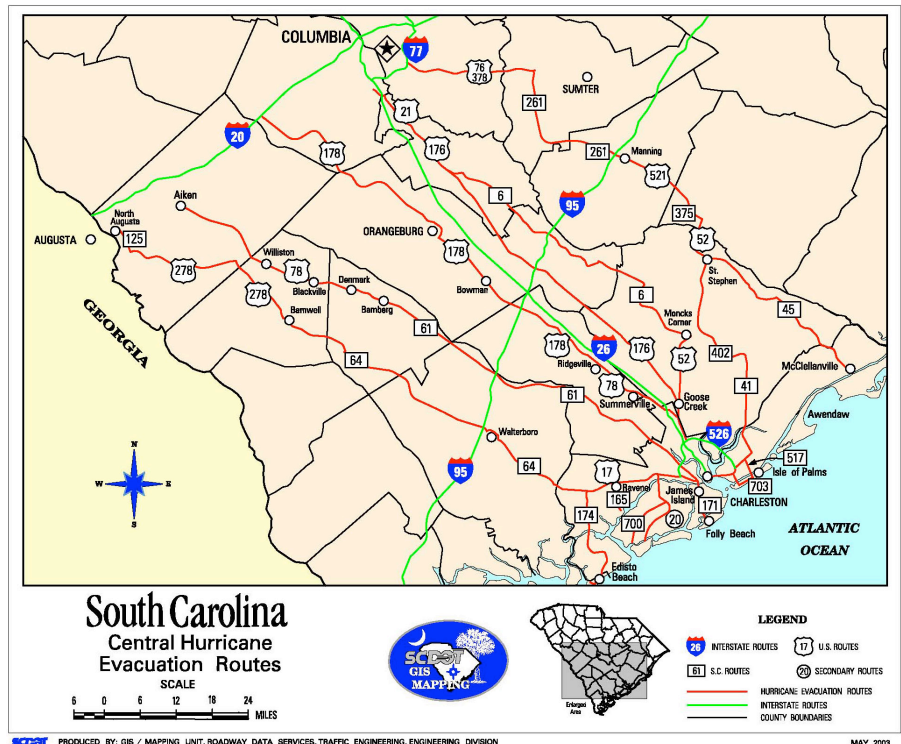 COLUMBIA
77
76
378
SUMTER
21
261
20
178
176
261
Manning
521
6
95
375
Aiken
North
Augusta
125
AUGUSTA
ORANGEBURG
52
278
Williston
78
178
St.
Stephen
Blackville
Denmark
Bowman
278
Bamberg
6
45
Barnwell
Moncks
Corner
61
GEORGIA
64
178
26
176
52
402
Ridgeville
McClellanville
78
41
61
Summerville
Goose
Creek
Awendaw
526
Walterboro
N
W
E
S
95
64
17
517
Isle of Palms
Ravenel
James
Island
703
165
171
CHARLESTON
174
700
20
Folly Beach
ATLANTIC
OCEAN
Edisto
Beach
South Carolina
Central Hurricane
Evacuation Routes
SCALE
6 0 6 12 18 24
MILES
SCDOT
GIS
MAPPING
Enlarged
Area
LEGEND
26 INTERSTATE ROUTES
17 U.S. ROUTES
61 S.C. ROUTES
20 SECONDARY ROUTES
HURRICANE EVACUATION ROUTES
INTERSTATE ROUTES
COUNTY BOUNDARIES
SCDOT PRODUCED BY: GIS / MAPPING UNIT, ROADWAY DATA SERVICES, TRAFFIC ENGINEERING, ENGINEERING DIVISION
MAY, 2003